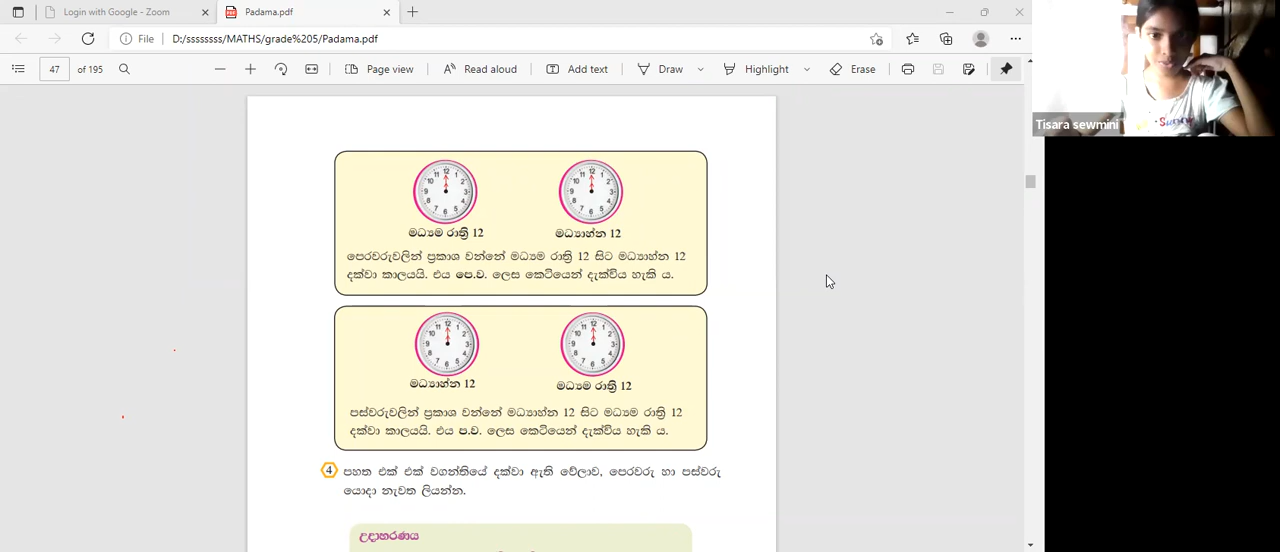 Login with Google - Zoom
Padama.pdf
File
D:/ssssssss/MATHS/grade%205/Padama.pdf
47 of 195
Page view
Read aloud
Add text
Draw
Highlight
Erase
Tisara sewmini
මධ්‍යම රාත්‍රි 12
මධ්‍යාහ්න 12
පෙරවරුවලින් ප්‍රකාශ වන්නේ මධ්‍යම රාත්‍රි 12 සිට මධ්‍යාහ්න 12
දක්වා කාලයයි. එය පෙ.ව. ලෙස කෙටියෙන් දැක්විය හැකි ය.
මධ්‍යාහ්න 12
මධ්‍යම රාත්‍රි 12
පස්වරුවලින් ප්‍රකාශ වන්නේ මධ්‍යාහ්න 12 සිට මධ්‍යම රාත්‍රි 12
දක්වා කාලයයි. එය ප.ව. ලෙස කෙටියෙන් දැක්විය හැකි ය.
4 පහත එක් එක් වගන්තියේ දක්වා ඇති වේලාව, පෙරවරු හා පස්වරු
යොදා නැවත ලියන්න.
උදාහරණය